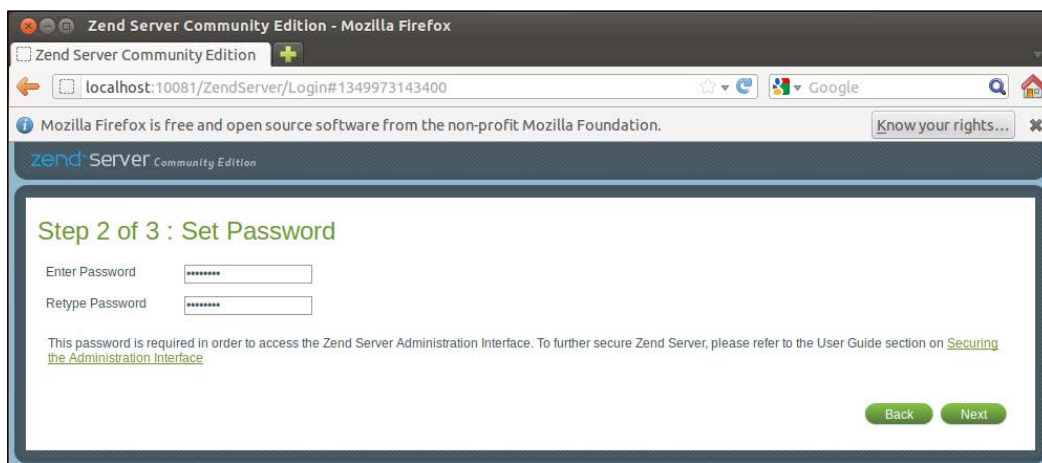 Zend Server Community Edition - Mozilla Firefox
Zend Server Community Edition
localhost:10081/ZendServer/Login#1349973143400
Google
Mozilla Firefox is free and open source software from the non-profit Mozilla Foundation.
Know your rights...
zend server Community Edition
Step 2 of 3 : Set Password
Enter Password
••••••••
Retype Password
••••••••
This password is required in order to access the Zend Server Administration Interface. To further secure Zend Server, please refer to the User Guide section on Securing
the Administration Interface
Back
Next